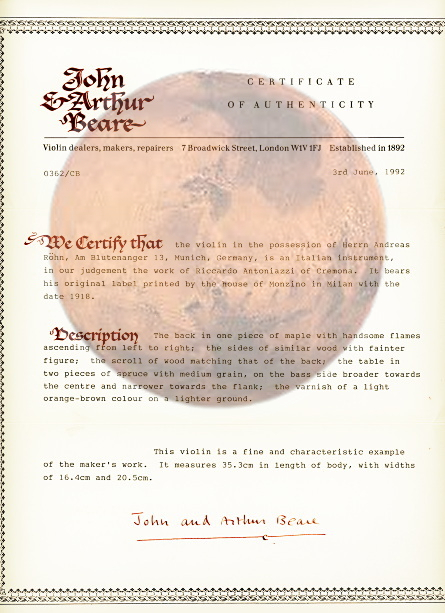 John
& Arthur
Beare
CERTIFICATE
OF AUTHENTICITY
Violin dealers, makers, repairers 7 Broadwick Street, London W1V 1FJ Established in 1892
0362/CB
3rd June, 1992
We Certify that the violin in the possession of Herrn Andreas
Röhn, Am Blutenanger 13, Munich, Germany, is an Italian instrument,
in our judgement the work of Riccardo Antoniazzi of Cremona. It bears
his original label printed by the House of Monzino in Milan with the
date 1918.
Description The back in one piece of maple with handsome flames
ascending from left to right; the sides of similar wood with fainter
figure; the scroll of wood matching that of the back; the table in
two pieces of spruce with medium grain, on the bass side broader towards
the centre and narrower towards the flank; the varnish of a light
orange-brown colour on a lighter ground.
This violin is a fine and characteristic example
of the maker's work. It measures 35.3cm in length of body, with widths
of 16.4cm and 20.5cm.
John and Arthur Beare